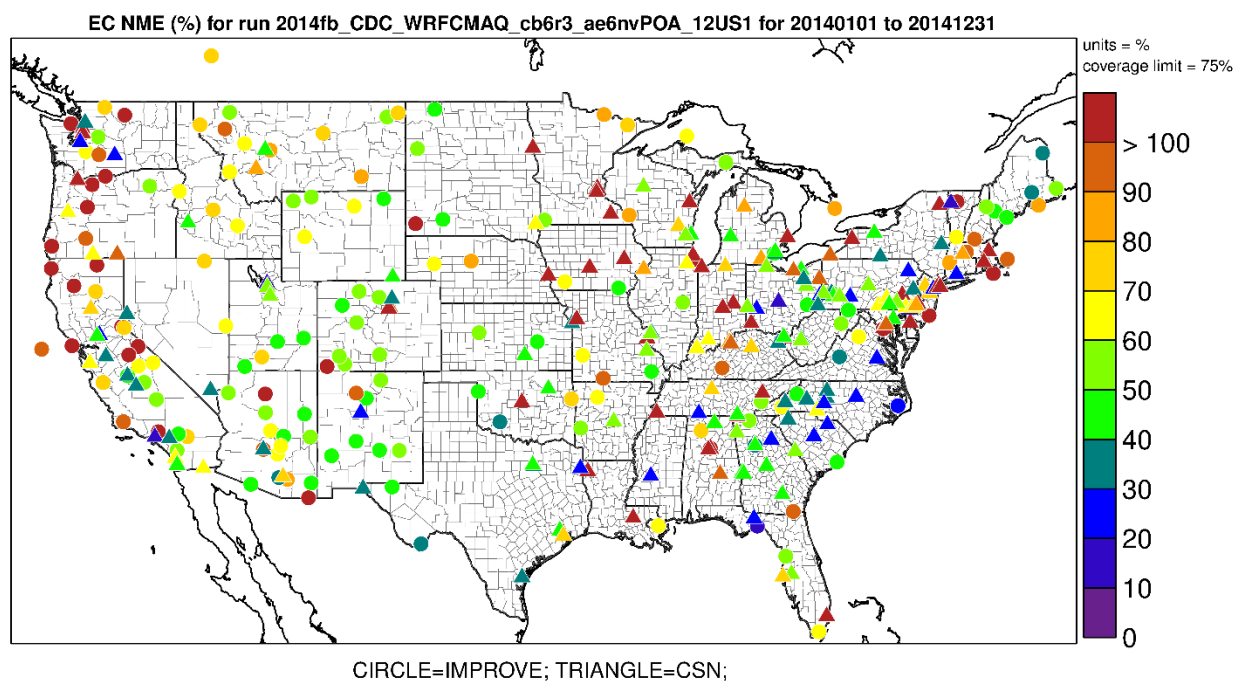 EC NME (%) for run 2014fb_CDC_WRFCMAQ_cb6r3_ae6nvPOA_12US1 for 20140101 to 20141231
units = %
coverage limit = 75%
> 100
90
80
70
60
50
40
30
20
10
0
CIRCLE=IMPROVE; TRIANGLE=CSN;